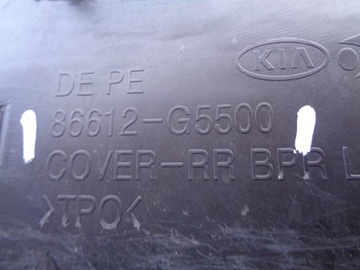 KIA
DE PE
86612-G5500
COVER-RR BPR L
>TPO<